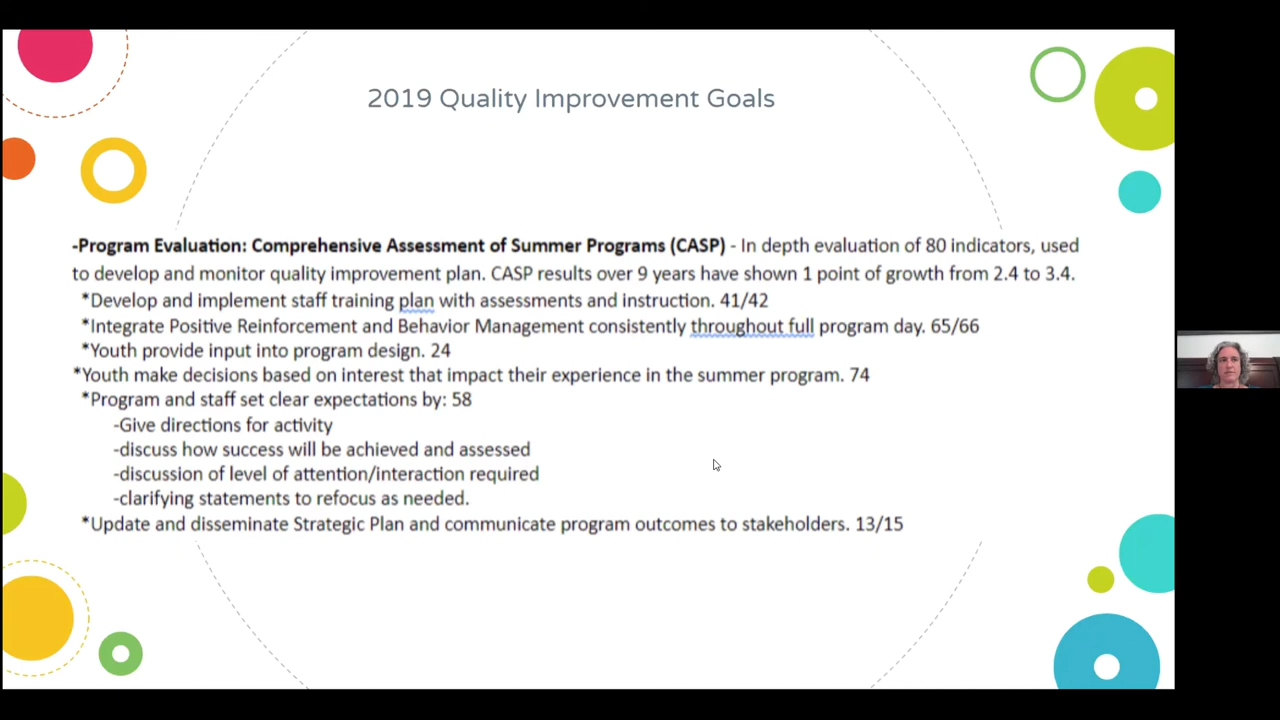 2019 Quality Improvement Goals
-Program Evaluation: Comprehensive Assessment of Summer Programs (CASP) - In depth evaluation of 80 indicators, used
to develop and monitor quality improvement plan. CASP results over 9 years have shown 1 point of growth from 2.4 to 3.4.
*Develop and implement staff training plan with assessments and instruction. 41/42
*Integrate Positive Reinforcement and Behavior Management consistently throughout full program day. 65/66
*Youth provide input into program design. 24
*Youth make decisions based on interest that impact their experience in the summer program. 74
*Program and staff set clear expectations by: 58
-Give directions for activity
-discuss how success will be achieved and assessed
-discussion of level of attention/interaction required
-clarifying statements to refocus as needed.
*Update and disseminate Strategic Plan and communicate program outcomes to stakeholders. 13/15